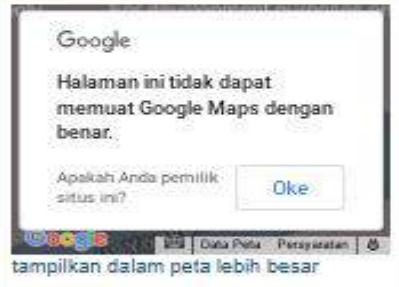 Google
Halaman ini tidak dapat
memuat Google Maps dengan
benar.
Apakah Anda pemilik
situs ini?
Oke
Google
Data Peta Persyaratan
tampilkan dalam peta lebih besar